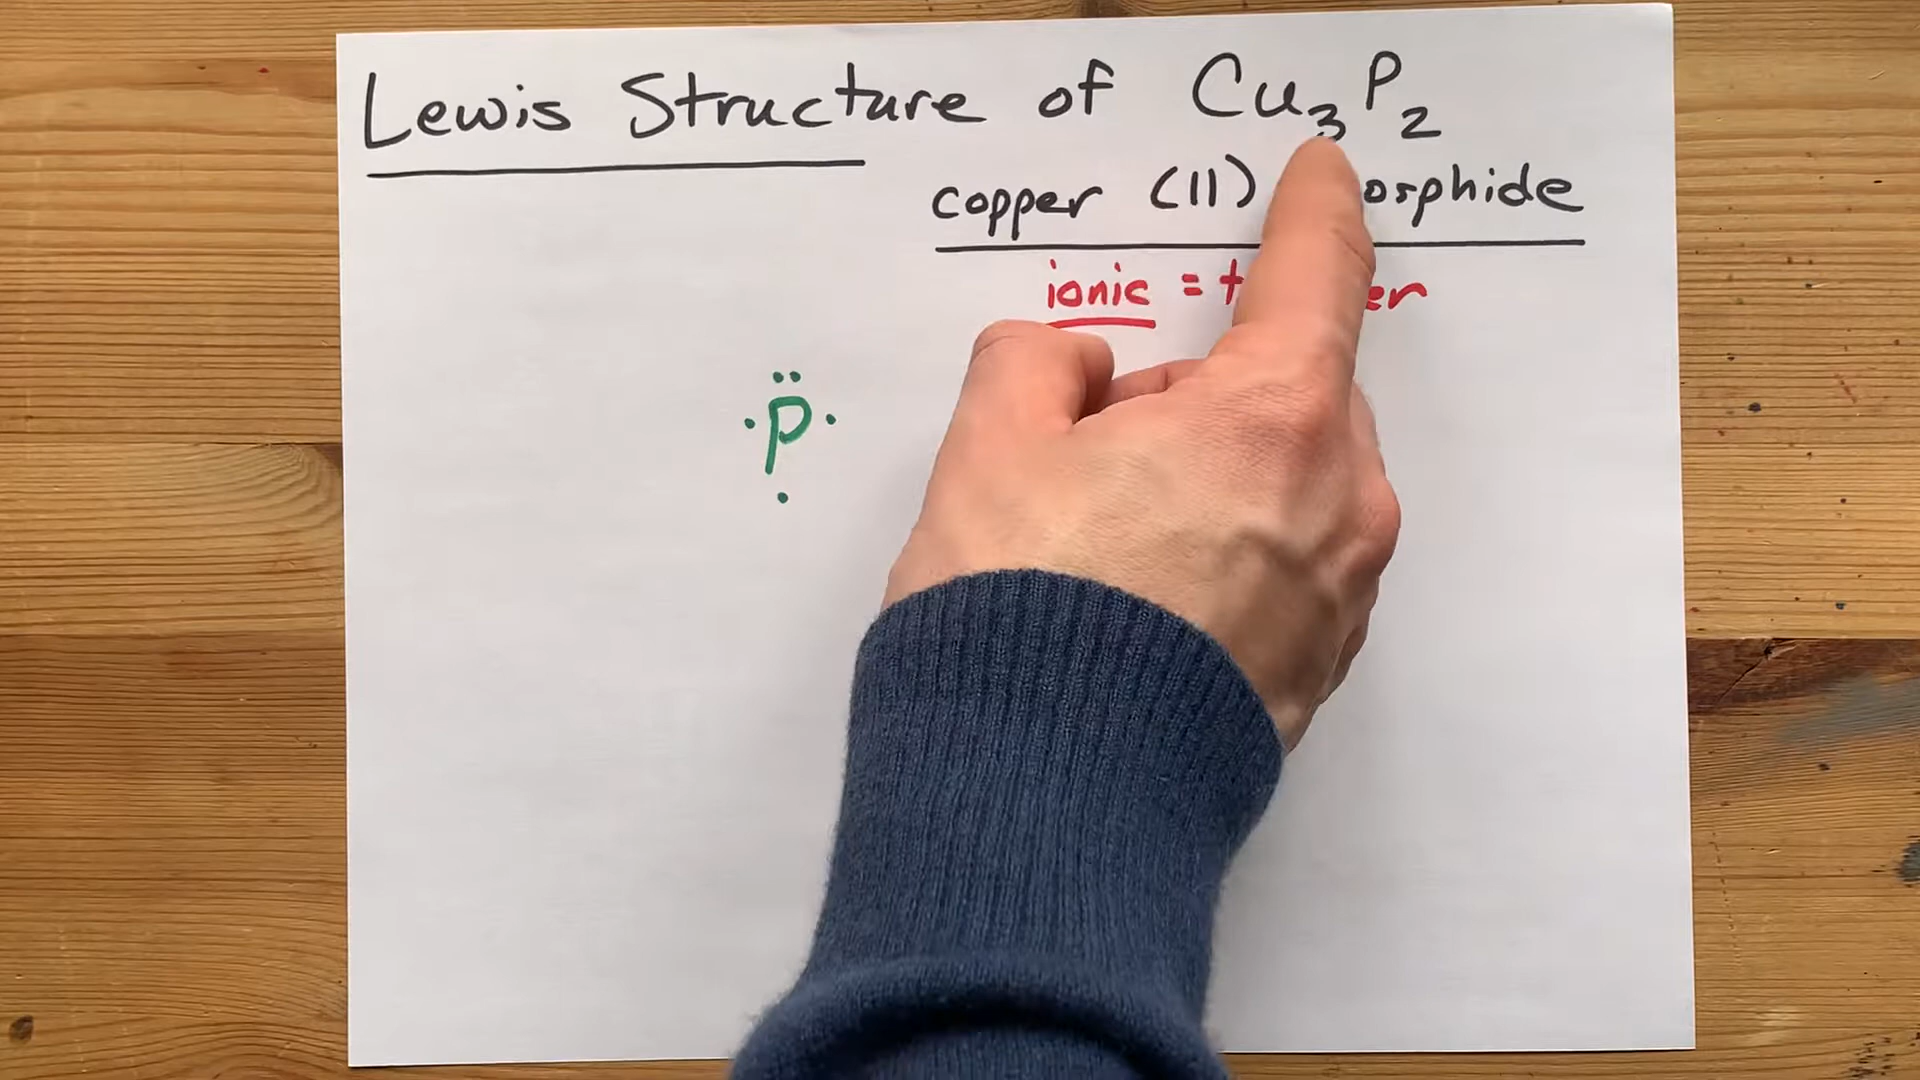 Lewis Structure of Cu₃P₂
copper (II)
ionic =
P